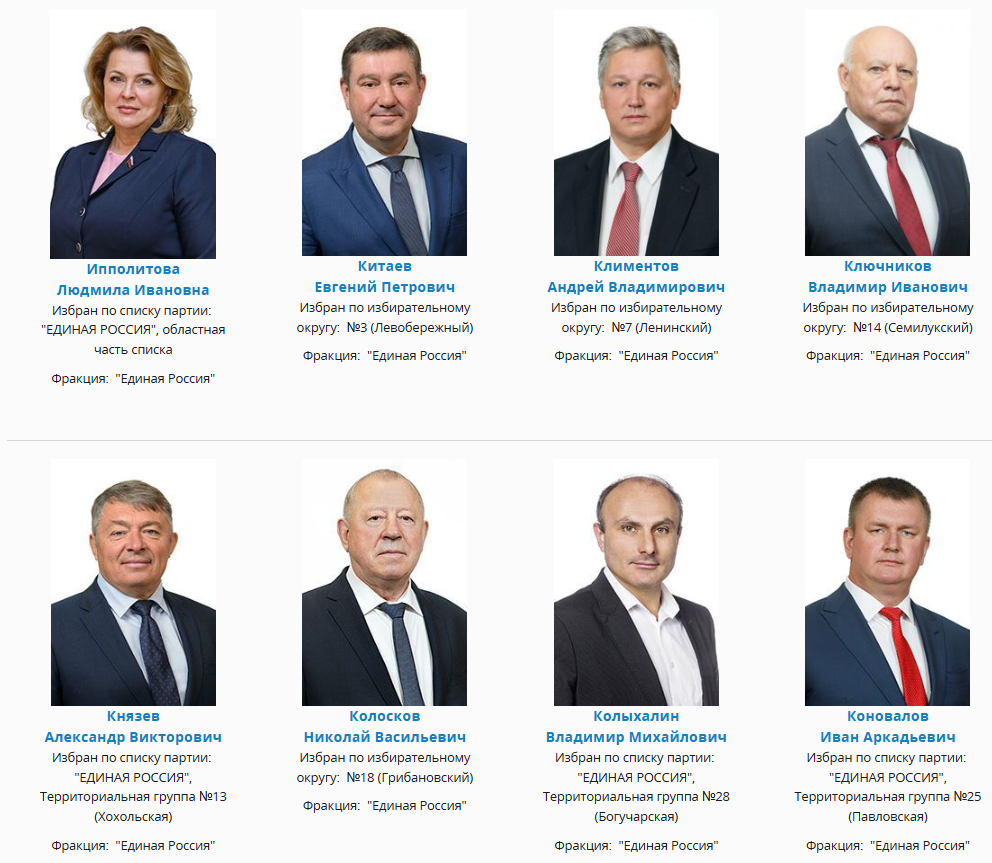 Ипполитова
Людмила Ивановна
Избран по списку партии:
"ЕДИНАЯ РОССИЯ", областная
часть списка
Фракция: "Единая Россия"
Китаев
Евгений Петрович
Избран по избирательному
округу: №3 (Левобережный)
Фракция: "Единая Россия"
Климентов
Андрей Владимирович
Избран по избирательному
округу: №7 (Ленинский)
Фракция: "Единая Россия"
Ключников
Владимир Иванович
Избран по избирательному
округу: №14 (Семилукский)
Фракция: "Единая Россия"
Князев
Александр Викторович
Избран по списку партии:
"ЕДИНАЯ РОССИЯ",
Территориальная группа №13
(Хохольская)
Фракция: "Единая Россия"
Колосков
Николай Васильевич
Избран по избирательному
округу: №18 (Грибановский)
Фракция: "Единая Россия"
Колыхалин
Владимир Михайлович
Избран по списку партии:
"ЕДИНАЯ РОССИЯ",
Территориальная группа №28
(Богучарская)
Фракция: "Единая Россия"
Коновалов
Иван Аркадьевич
Избран по списку партии:
"ЕДИНАЯ РОССИЯ",
Территориальная группа №25
(Павловская)
Фракция: "Единая Россия"